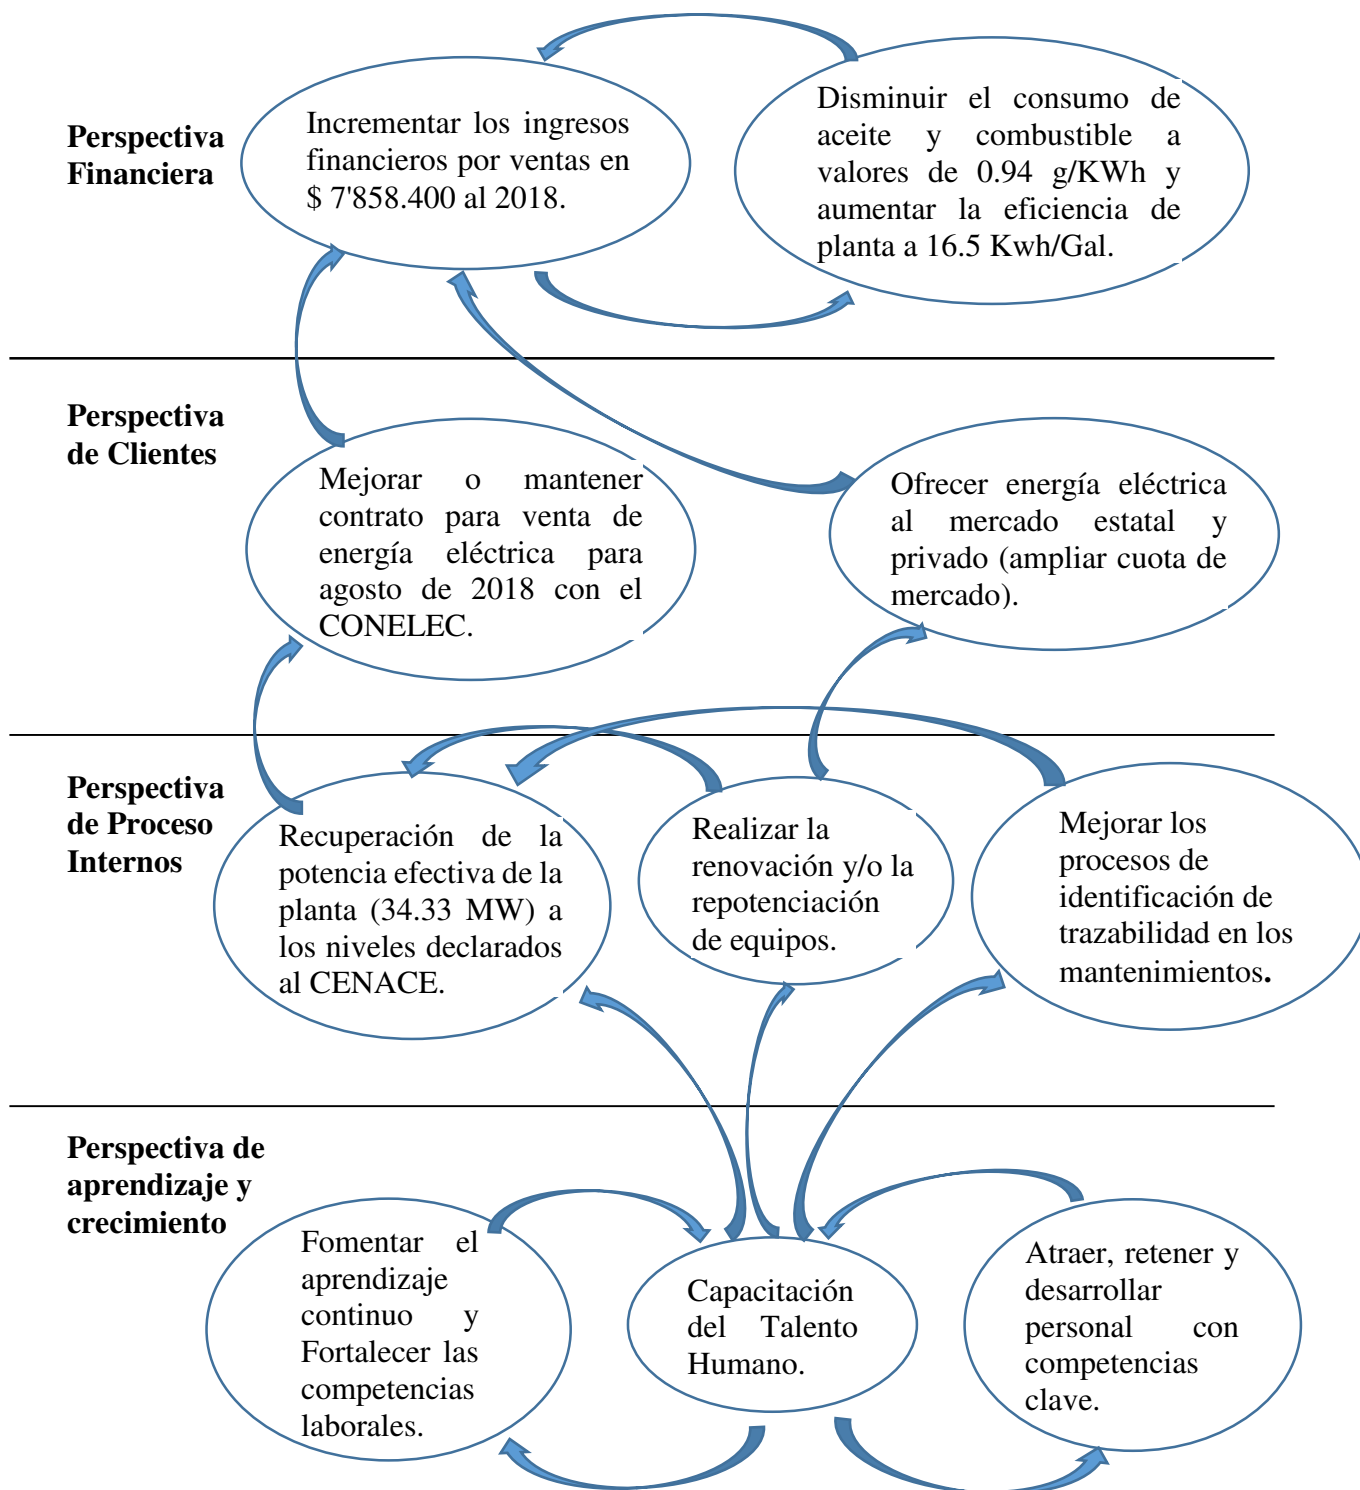 Perspectiva
Financiera
Incrementar los ingresos
financieros por ventas en
$ 7'858.400 al 2018.
Disminuir el consumo de
aceite y combustible a
valores de 0.94 g/KWh y
aumentar la eficiencia de
planta a 16.5 Kwh/Gal.
Perspectiva
de Clientes
Mejorar o mantener
contrato para venta de
energía eléctrica para
agosto de 2018 con el
CONELEC.
Ofrecer energía eléctrica
al mercado estatal y
privado (ampliar cuota de
mercado).
Perspectiva
de Proceso
Internos
Recuperación de la
potencia efectiva de la
planta (34.33 MW) a
los niveles declarados
al CENACE.
Realizar la
renovación y/o la
repotenciación
de equipos.
Mejorar los
procesos de
identificación de
trazabilidad en los
mantenimientos.
Perspectiva de
aprendizaje y
crecimiento
Fomentar el
aprendizaje
continuo y
Fortalecer las
competencias
laborales.
Capacitación
del Talento
Humano.
Atraer, retener y
desarrollar
personal con
competencias
clave.